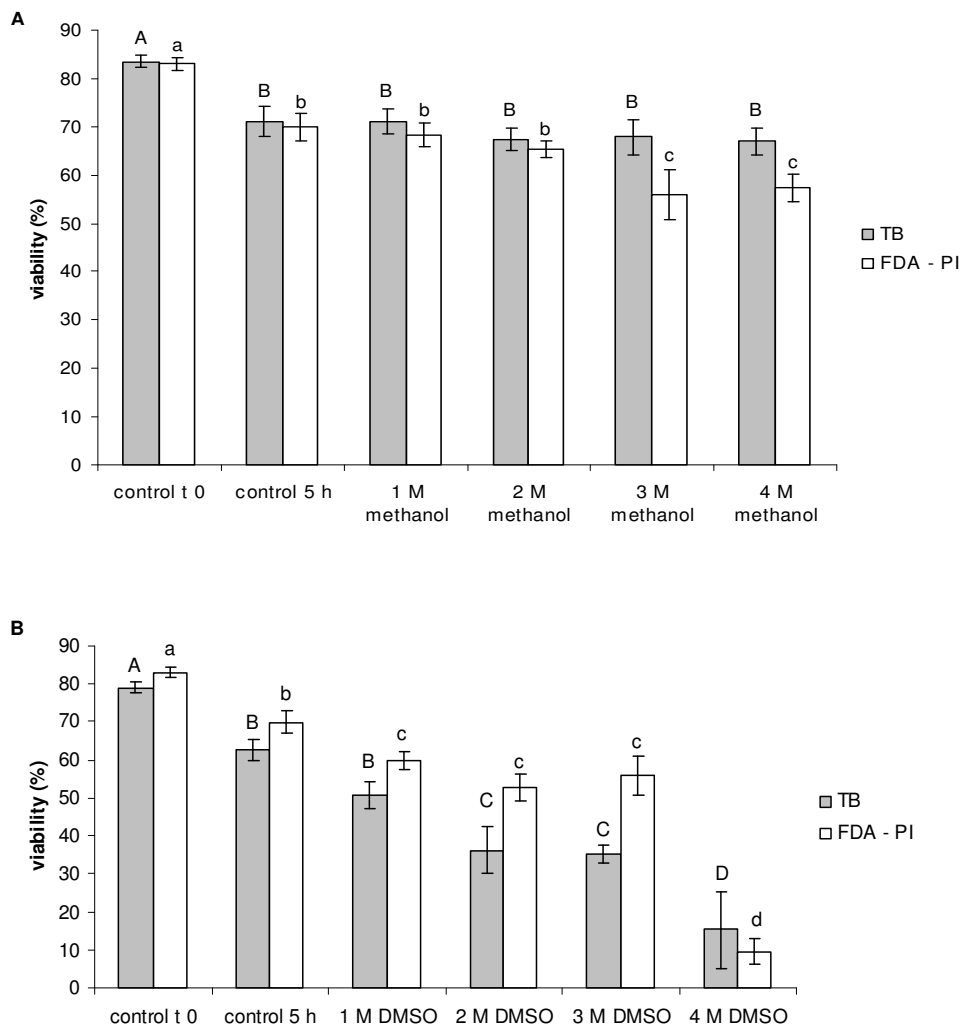 A
viability (%)
90
80
70
60
50
40
30
20
10
0
A a
B b
B b
B b
B c
B c
control t 0 control 5 h 1 M methanol 2 M methanol 3 M methanol 4 M methanol
TB
FDA - PI
B
viability (%)
90
80
70
60
50
40
30
20
10
0
A a
B b
B c
C c
C c
D d
control t 0 control 5 h 1 M DMSO 2 M DMSO 3 M DMSO 4 M DMSO
TB
FDA - PI